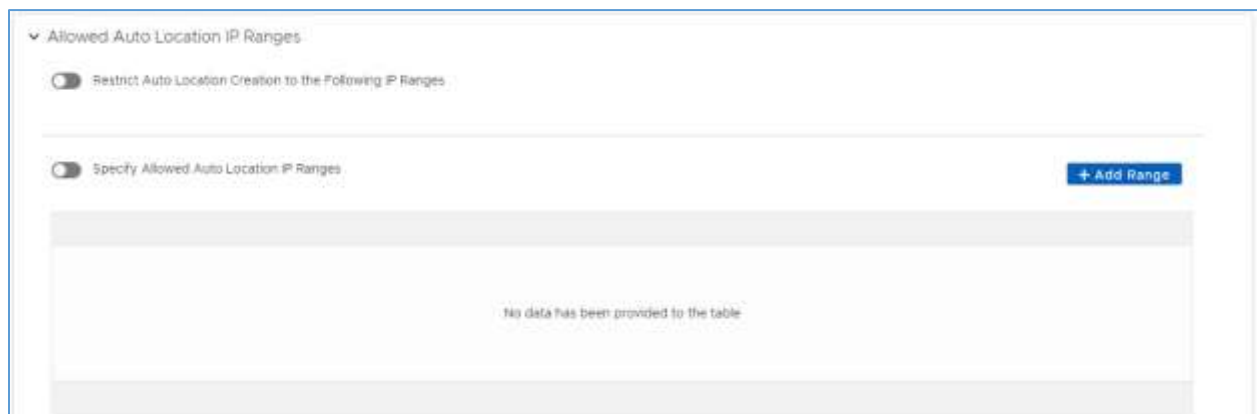 Allowed Auto Location IP Ranges
Restrict Auto Location Creation to the Following IP Ranges
Specify Allowed Auto Location IP Ranges
+ Add Range
No data has been provided to the table